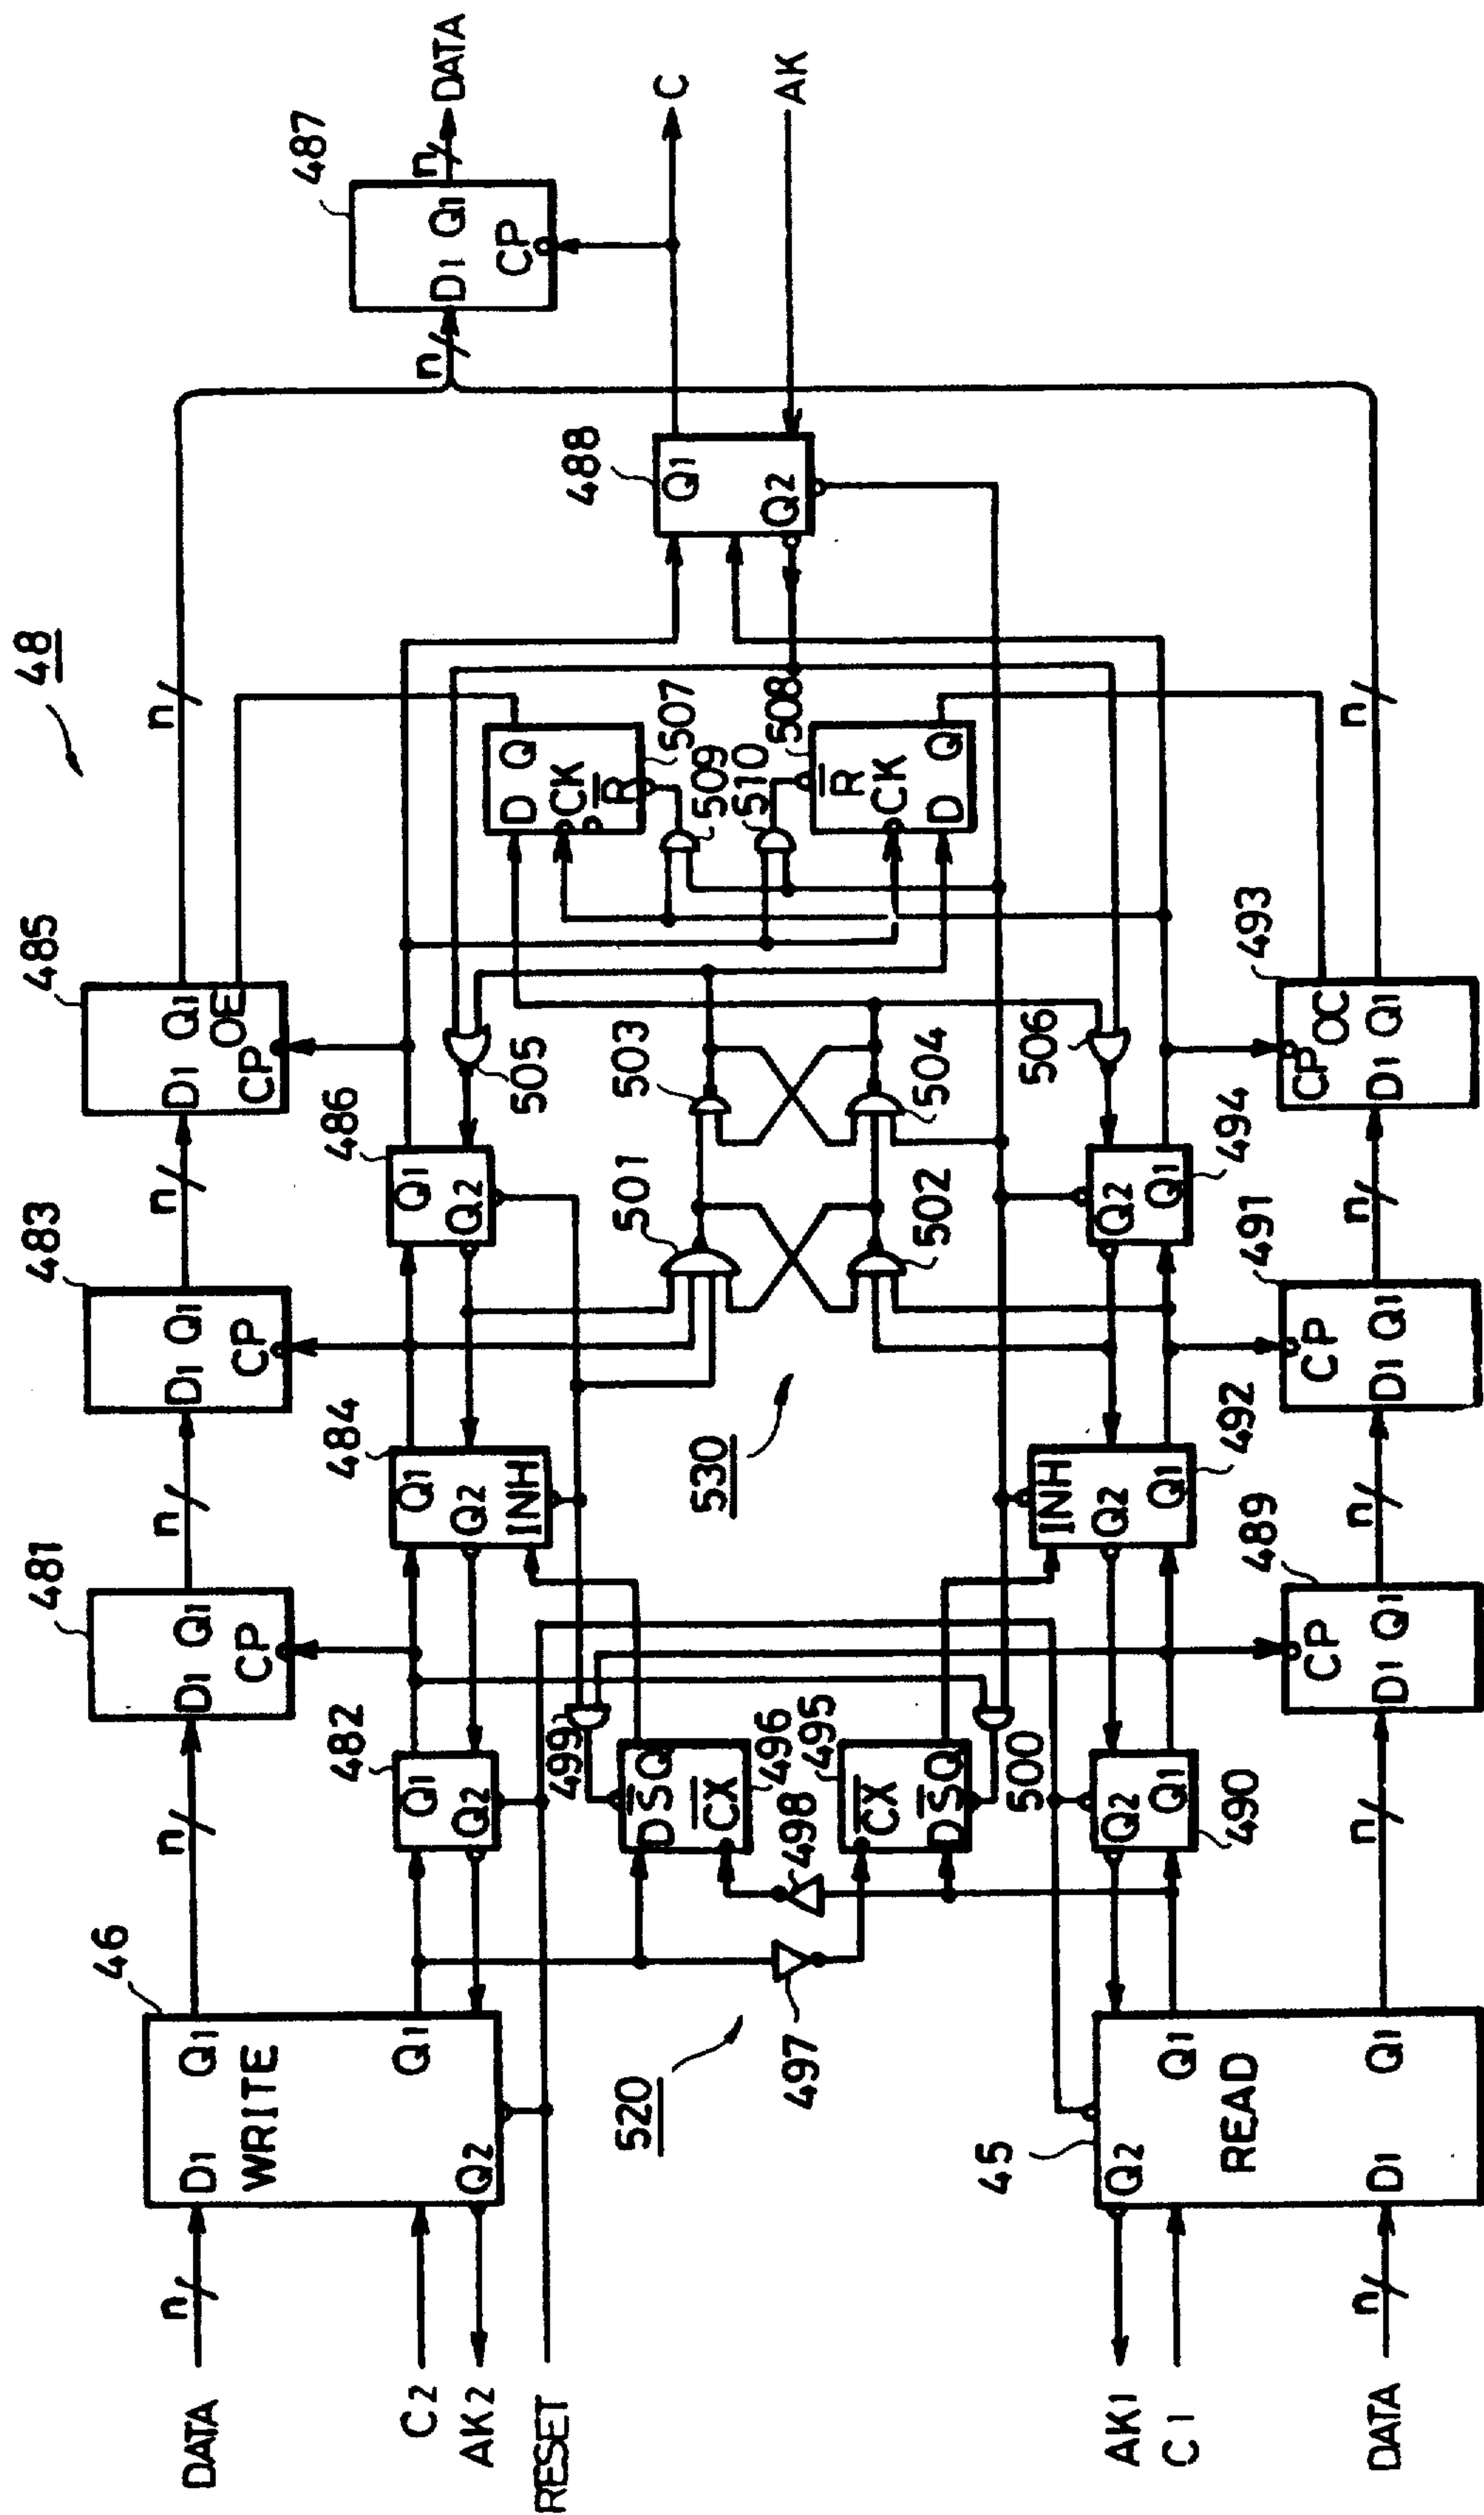 48
DATA
n
46
D1 Q1
WRITE
Q1
Q2
C2
AK2
RESET
n
481
D1 Q1
CP
n
483
D1 Q1
CP
n
485
D1 Q1
OE
CP
n
n
487
D1 Q1
CP
n
DATA
482
Q1
Q2
484
Q1
Q2
INH
486
Q1
Q2
505
488
Q1
Q2
C
AK
499
D S̅ Q
C̅X̅
496
495
C̅X̅
D S̅ Q
500
497
498
520
530
501
502
503
504
D Q
CK
R̅
507
509
510
508
R̅
CK
D Q
45
Q2
Q1
READ
D1 Q1
AK1
C1
DATA
n
490
Q2
Q1
492
INH
Q2
Q1
494
Q2
Q1
506
n
489
CP
D1 Q1
n
491
CP
D1 Q1
n
493
CP OC
D1 Q1
n